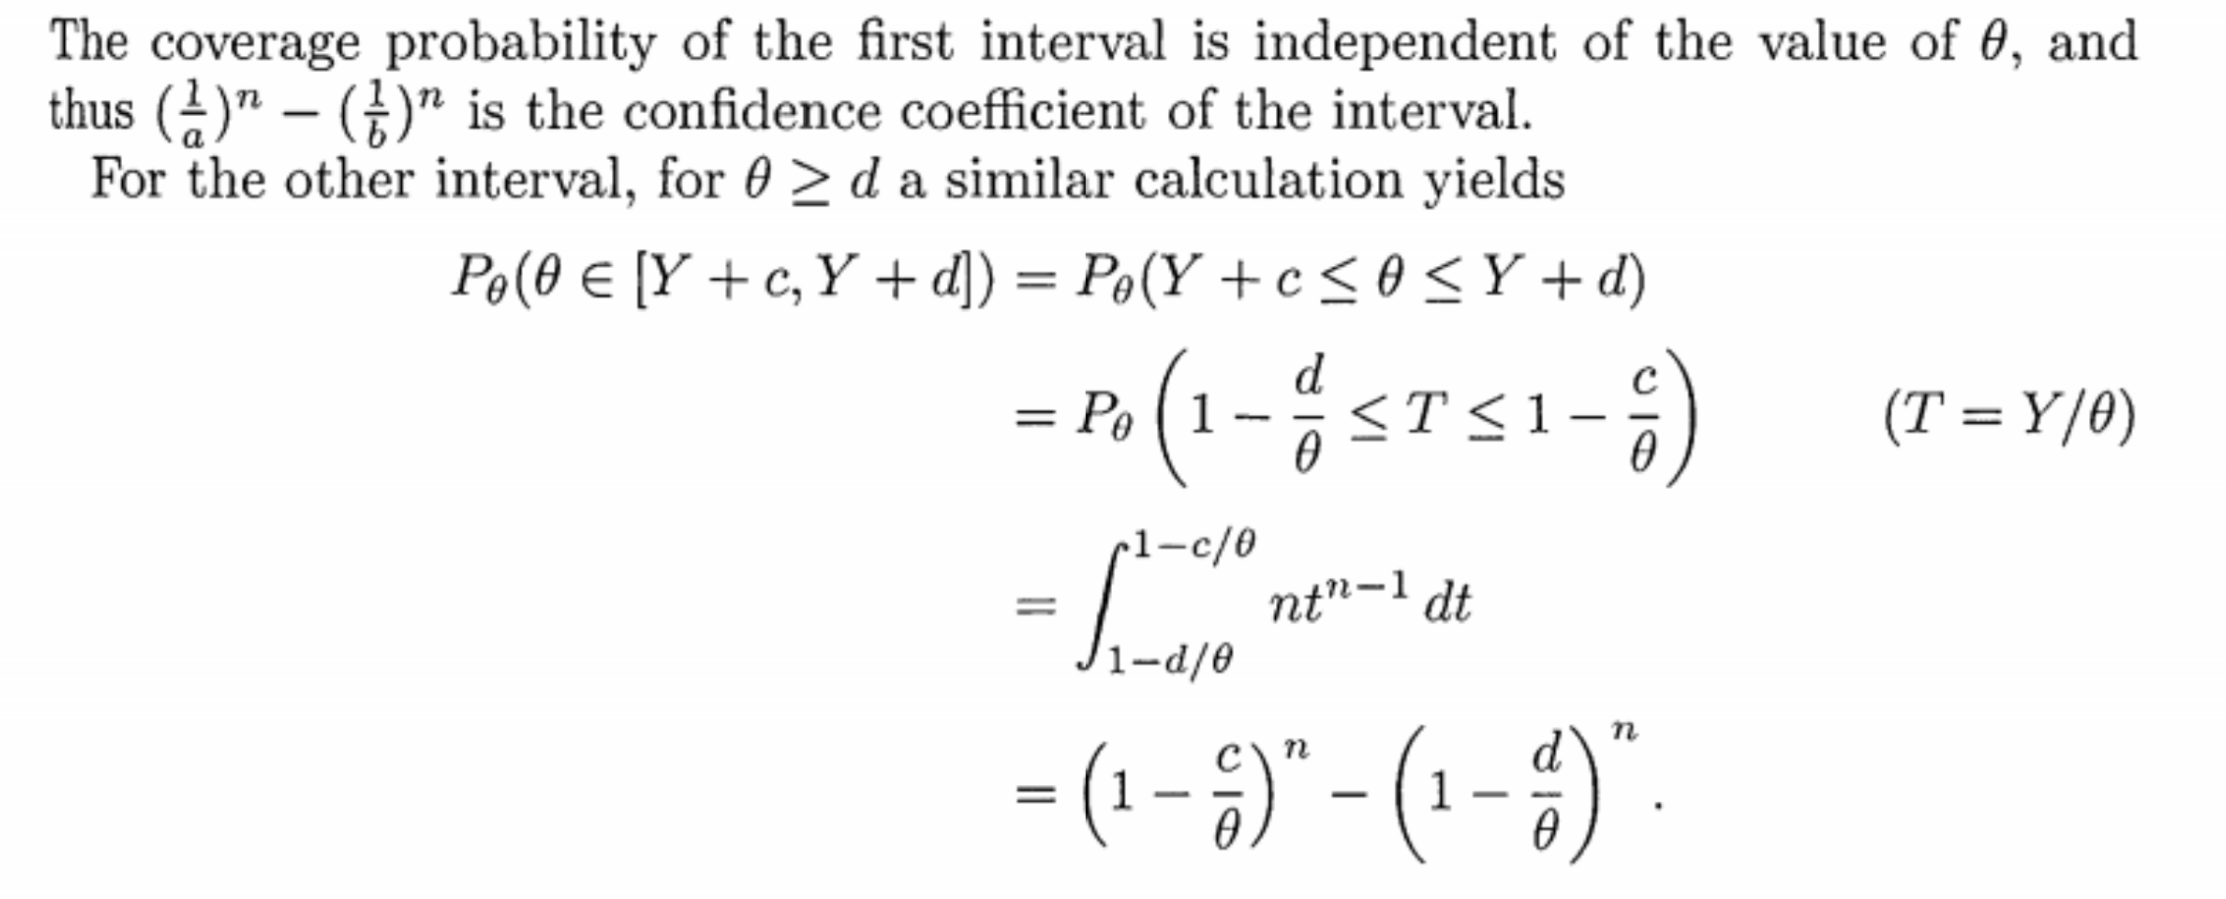 The coverage probability of the first interval is independent of the value of θ, and
thus (1/a)ⁿ − (1/b)ⁿ is the confidence coefficient of the interval.
For the other interval, for θ ≥ d a similar calculation yields
P_θ(θ ∈ [Y + c, Y + d]) = P_θ(Y + c ≤ θ ≤ Y + d)
= P_θ(1 − d/θ ≤ T ≤ 1 − c/θ) (T = Y/θ)
= ∫_{1−d/θ}^{1−c/θ} ntⁿ⁻¹ dt
= (1 − c/θ)ⁿ − (1 − d/θ)ⁿ.